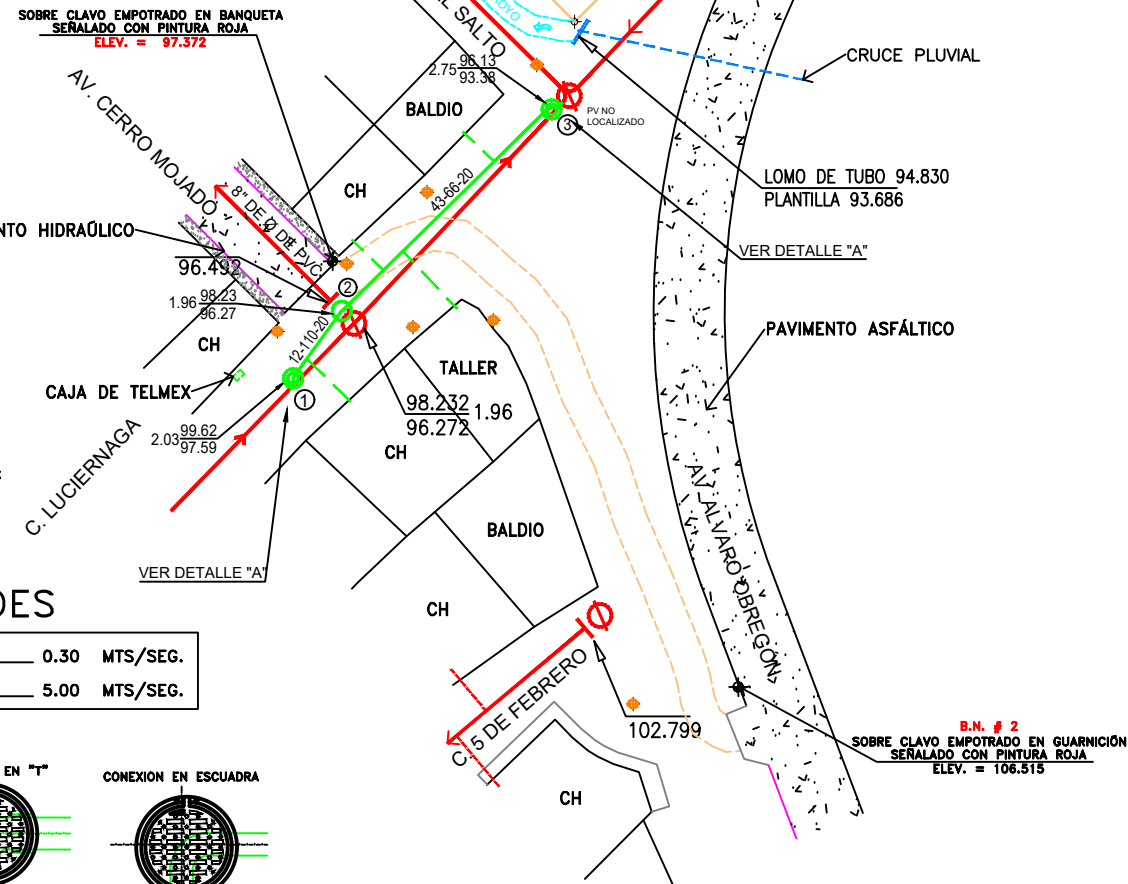 SOBRE CLAVO EMPOTRADO EN BANQUETA
SEÑALADO CON PINTURA ROJA
ELEV. = 97.372
EL SALTO
2.75
96.13
93.38
3
PV NO
LOCALIZADO
CRUCE PLUVIAL
AV. CERRO MOJADO
BALDIO
CH
43-66-20
LOMO DE TUBO 94.830
PLANTILLA 93.686
VER DETALLE "A"
NTO HIDRAÚLICO
8" DE Ø DE PVC
96.492
2
1.96
98.23
96.27
12-110-20
CH
PAVIMENTO ASFÁLTICO
TALLER
CAJA DE TELMEX
1
98.232
96.272
1.96
2.03
99.62
97.59
CH
C. LUCIERNAGA
AV. ALVARO OBREGÓN
BALDIO
VER DETALLE "A"
CH
DES
0.30 MTS/SEG.
5.00 MTS/SEG.
C. 5 DE FEBRERO
102.799
B.N. # 2
SOBRE CLAVO EMPOTRADO EN GUARNICIÓN
SEÑALADO CON PINTURA ROJA
ELEV. = 106.515
EN "T"
CONEXION EN ESCUADRA
CH